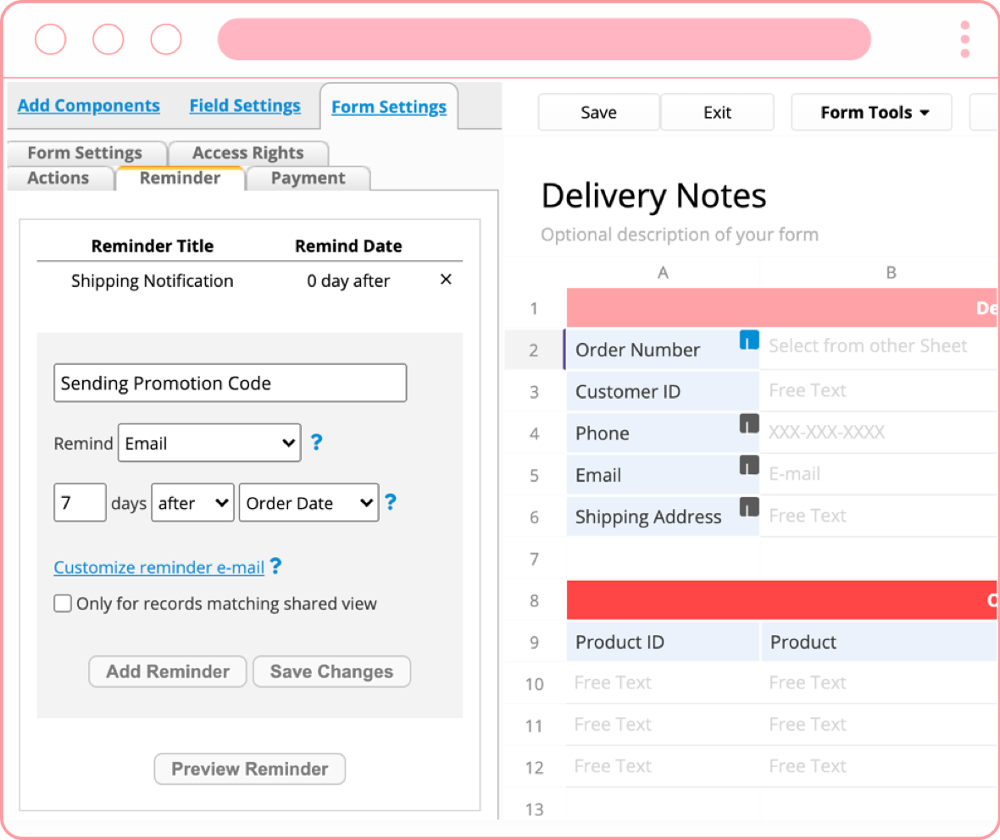 Add Components Field Settings Form Settings
Form Settings Access Rights
Actions Reminder Payment
Reminder Title Remind Date
Shipping Notification 0 day after ×
Sending Promotion Code
Remind Email ?
7 days after Order Date ?
Customize reminder e-mail ?
Only for records matching shared view
Add Reminder Save Changes
Preview Reminder
Save Exit Form Tools
Delivery Notes
Optional description of your form
A B
1 De
2 Order Number Select from other Sheet
3 Customer ID Free Text
4 Phone XXX-XXX-XXXX
5 Email E-mail
6 Shipping Address Free Text
7
8
9 Product ID Product
10 Free Text Free Text
11 Free Text Free Text
12 Free Text Free Text
13